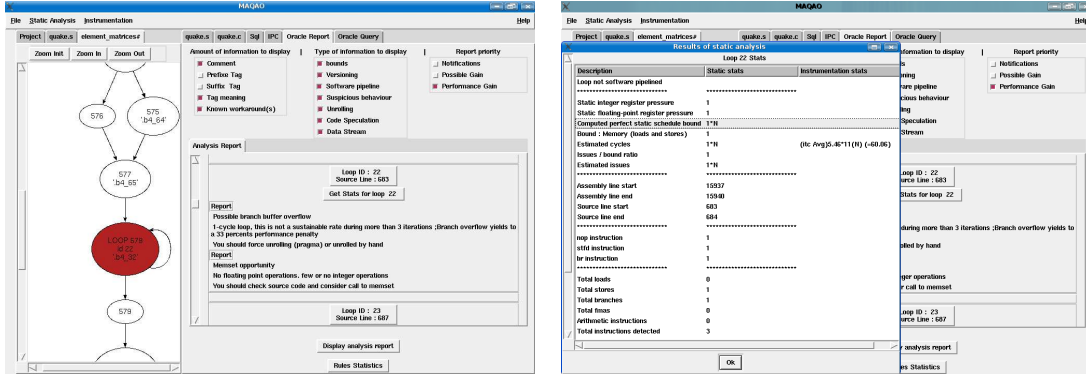 MAQAO
File Static Analysis Instrumentation Help
Project quake.s element_matrices# quake.s quake.c Sql IPC Oracle Report Oracle Query
Zoom Init Zoom In Zoom Out
576
575
'.b4_64'
577
'.b4_65'
LOOP 578
id 22
'.b4_32'
579
Amount of information to display | Type of information to display | Report priority
Comment bounds Notifications
Prefixe Tag Versioning Possible Gain
Suffix Tag Software pipeline Performance Gain
Tag meaning Suspicious behaviour
Known workaround(s) Unrolling
Code Speculation
Data Stream
Analysis Report
Loop ID : 22
Source Line : 683
Get Stats for loop 22
Report
Possible branch buffer overflow
1-cycle loop, this is not a sustainable rate during more than 3 iterations ;Branch overflow yields to
a 33 percents performance penalty
You should force unrolling (pragma) or unrolled by hand
Report
Memset opportunity
No floating point operations. few or no integer operations
You should check source code and consider call to memset
Loop ID : 23
Source Line : 687
Display analysis report
Rules Statistics
MAQAO
File Static Analysis Instrumentation Help
Project quake.s element_matrices# quake.s quake.c Sql IPC Oracle Report Oracle Query
Results of static analysis
Loop 22 Stats
Description Static stats Instrumentation stats
Loop not software pipelined
****************************** ******************************
Static integer register pressure 1
Static floating-point register pressure 1
Computed perfect static schedule bound 1*N
Bound : Memory (loads and stores) 1
Estimated cycles 1*N (itc Avg)5.46*11(N) (=60.06)
Issues / bound ratio 1
Estimated issues 1*N
****************************** ******************************
Assembly line start 15937
Assembly line end 15940
Source line start 683
Source line end 684
****************************** ******************************
nop instruction 1
stfd instruction 1
br instruction 1
****************************** ******************************
Total loads 0
Total stores 1
Total branches 1
Total fmas 0
Arithmetic instructions 0
Total instructions detected 3
Ok
information to display | Report priority
Notifications
Possible Gain
Performance Gain
pipeline
cious behaviour
Speculation
Stream
Loop ID : 22
Source Line : 683
Stats for loop 22
during more than 3 iterations ;Branch overflow yields to
olled by hand
eger operations
r call to memset
Loop ID : 23
Source Line : 687
y analysis report
es Statistics